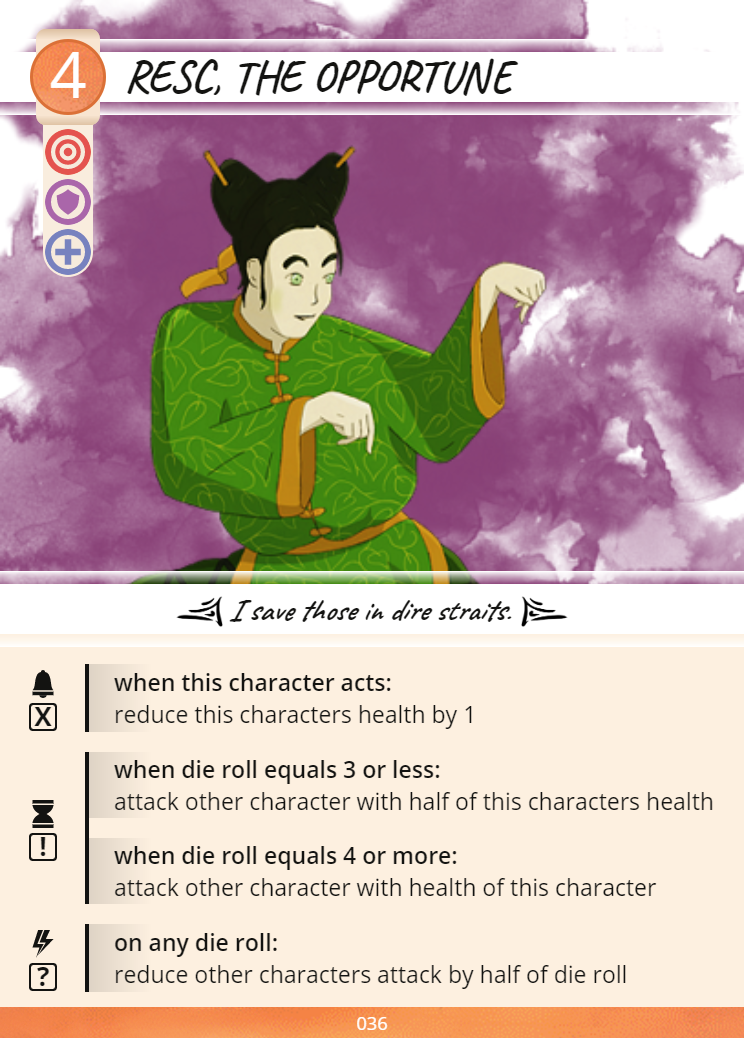 4
RESC, THE OPPORTUNE
I save those in dire straits.
when this character acts:
X
reduce this characters health by 1
when die roll equals 3 or less:
attack other character with half of this characters health
!
when die roll equals 4 or more:
attack other character with health of this character
on any die roll:
?
reduce other characters attack by half of die roll
036